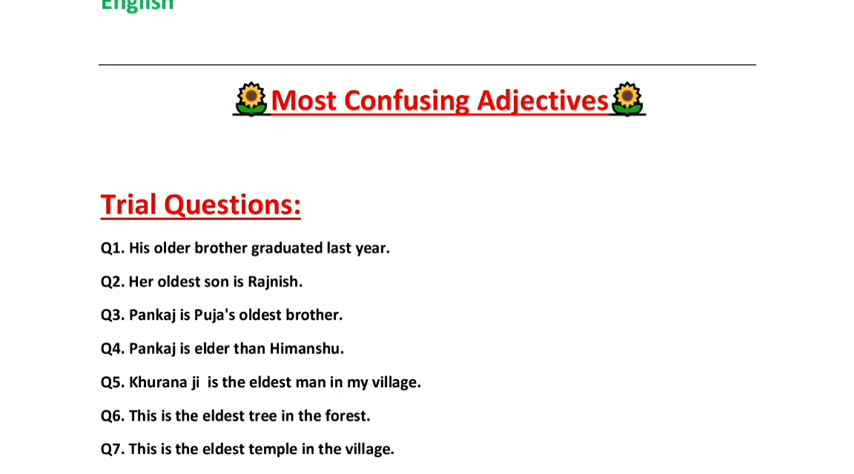 English
Most Confusing Adjectives
Trial Questions:
Q1. His older brother graduated last year.
Q2. Her oldest son is Rajnish.
Q3. Pankaj is Puja's oldest brother.
Q4. Pankaj is elder than Himanshu.
Q5. Khurana ji  is the eldest man in my village.
Q6. This is the eldest tree in the forest.
Q7. This is the eldest temple in the village.